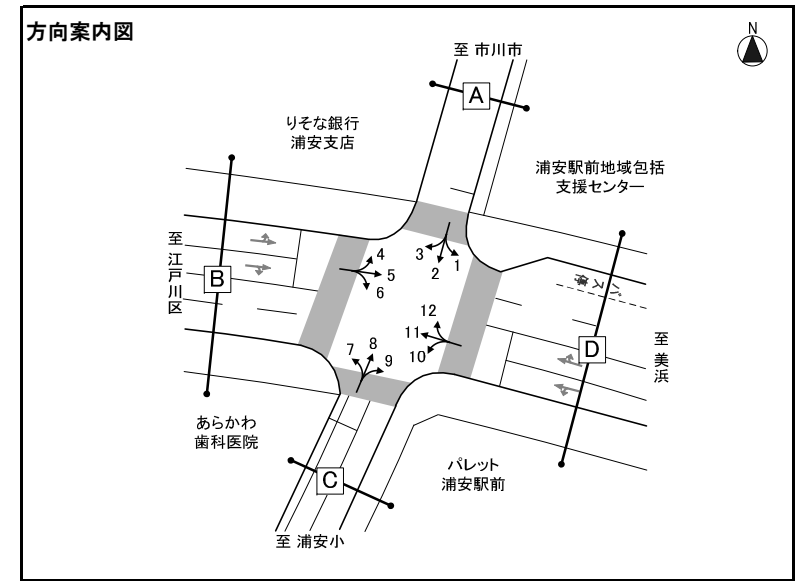 方向案内図
N
至 市川市
A
りそな銀行
浦安支店
浦安駅前地域包括
支援センター
至 江戸川区
B
4
5
6
3
2
1
バス停
12
11
10
D
至 美浜
7
8
9
あらかわ
歯科医院
C
パレット
浦安駅前
至 浦安小